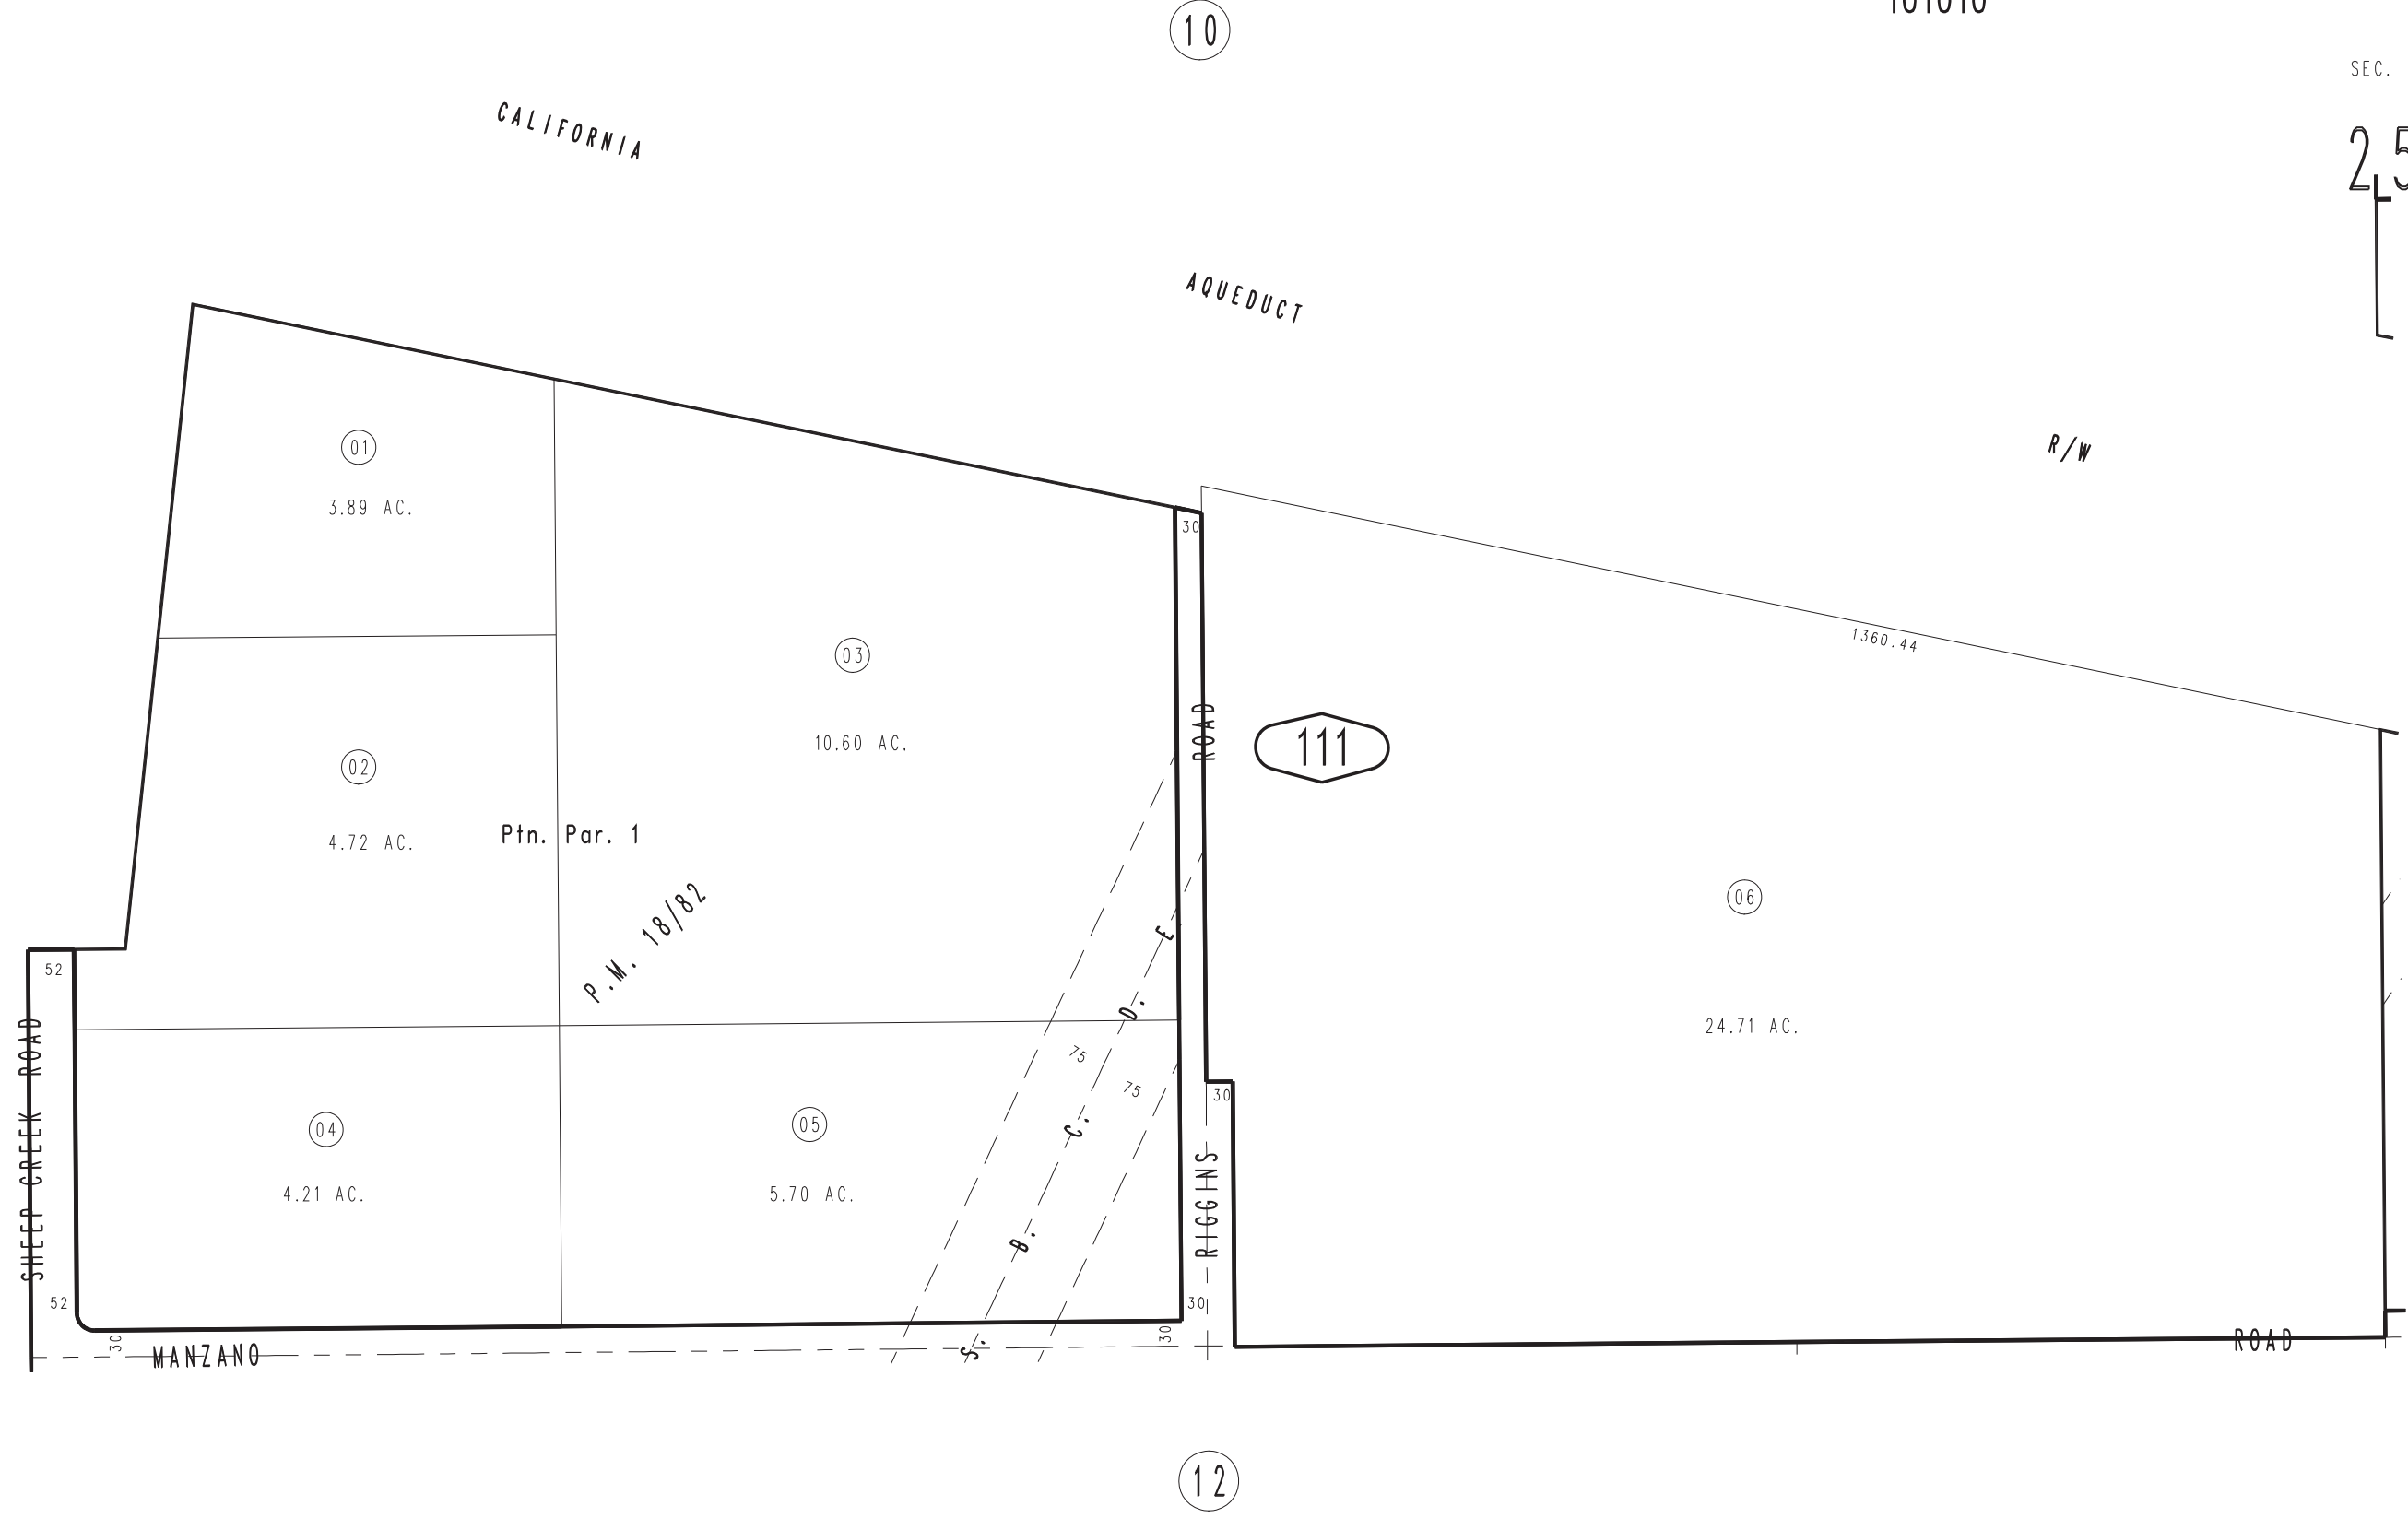 10
SEC.
CALIFORNIA
AQUEDUCT
R/W
01
3.89 AC.
30
1360.44
03
10.60 AC.
ROAD
111
02
4.72 AC.
Ptn. Par. 1
P.M. 18/82
06
24.71 AC.
52
SHEEP CREEK ROAD
75
75
S. B. C. D. E.
30
04
4.21 AC.
05
5.70 AC.
RIGGINS
52
30
30
30
MANZANO
ROAD
12